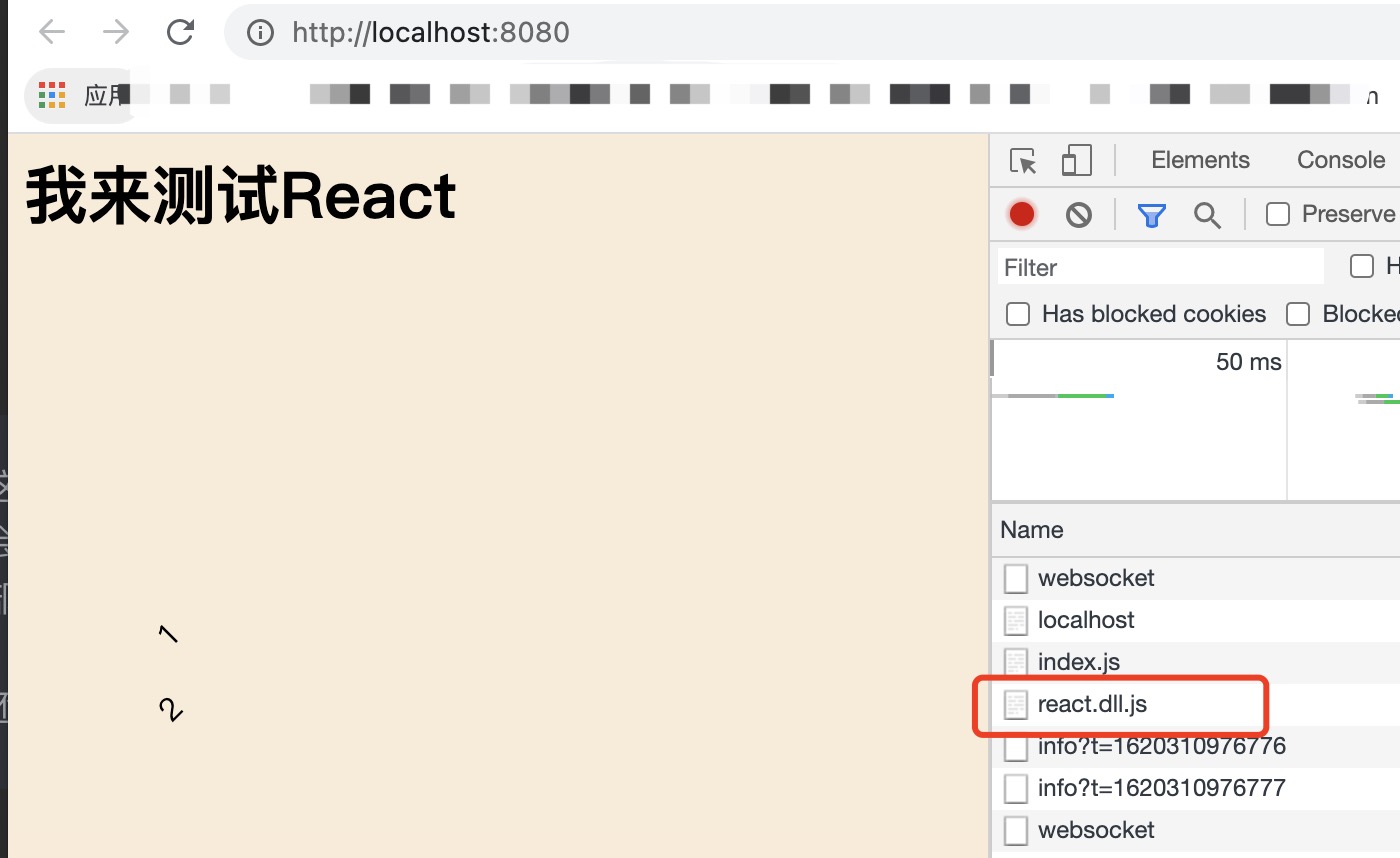 http://localhost:8080
应用
我来测试React
1
2
Elements Console
Preserve
Filter
H
Has blocked cookies Blocked
50 ms
Name
websocket
localhost
index.js
react.dll.js
info?t=1620310976776
info?t=1620310976777
websocket